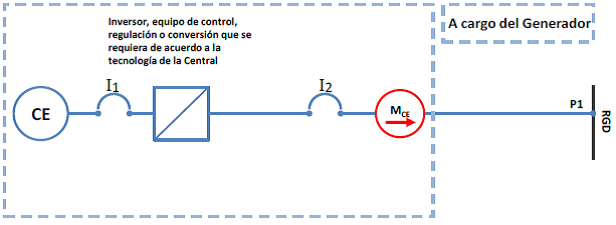 Inversor, equipo de control,
regulación o conversión que se
requiera de acuerdo a la
tecnología de la Central
A cargo del Generador
I1
I2
CE
MCE
P1
RGD